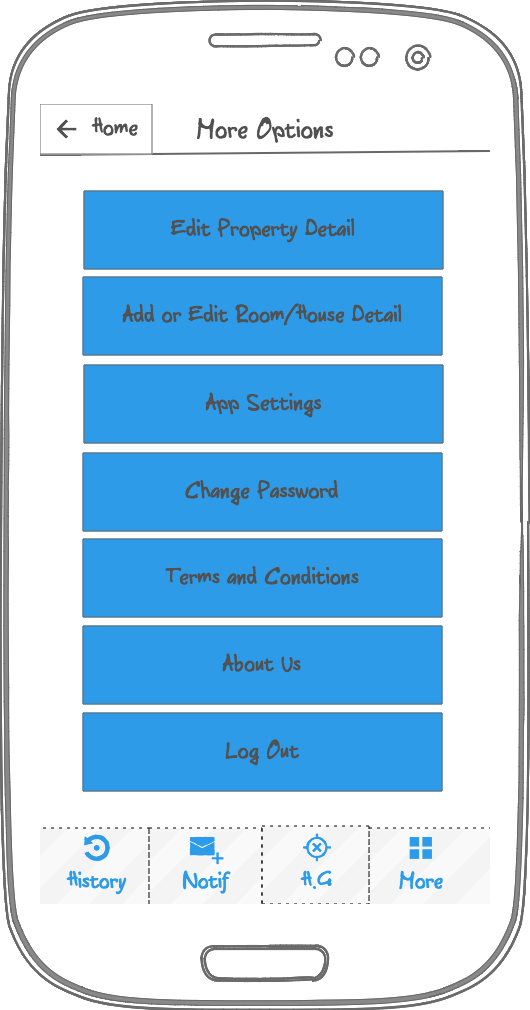 Home
More Options
Edit Property Detail
Add or Edit Room/House Detail
App Settings
Change Password
Terms and Conditions
About Us
Log Out
History
Notif
H.G
More